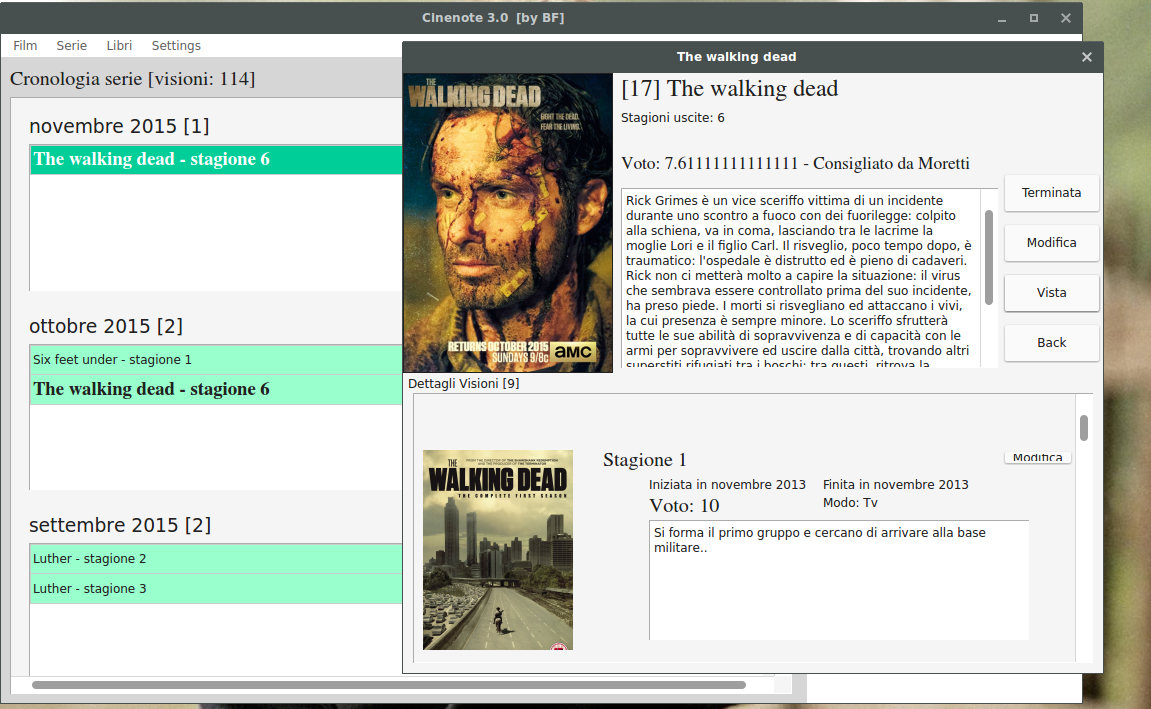 Cinenote 3.0 [by BF]
Film Serie Libri Settings
Cronologia serie [visioni: 114]
novembre 2015 [1]
The walking dead - stagione 6
ottobre 2015 [2]
Six feet under - stagione 1
The walking dead - stagione 6
settembre 2015 [2]
Luther - stagione 2
Luther - stagione 3
The walking dead
THE
WALKING DEAD
FIGHT THE DEAD.
FEAR THE LIVING.
RETURNS OCTOBER 2015
SUNDAYS 9/8c
aMC
[17] The walking dead
Stagioni uscite: 6
Voto: 7.61111111111111 - Consigliato da Moretti
Rick Grimes è un vice sceriffo vittima di un incidente
durante uno scontro a fuoco con dei fuorilegge: colpito
alla schiena, va in coma, lasciando tra le lacrime la
moglie Lori e il figlio Carl. Il risveglio, poco tempo dopo, è
traumatico: l'ospedale è distrutto ed è pieno di cadaveri.
Rick non ci metterà molto a capire la situazione: il virus
che sembrava essere controllato prima del suo incidente,
ha preso piede. I morti si risvegliano ed attaccano i vivi,
la cui presenza è sempre minore. Lo sceriffo sfrutterà
tutte le sue abilità di sopravvivenza e di capacità con le
armi per sopravvivere ed uscire dalla città, trovando altri
superstiti rifugiati tra i boschi: tra questi, ritrova la
Terminata
Modifica
Vista
Back
Dettagli Visioni [9]
THE
WALKING DEAD
THE COMPLETE FIRST SEASON
Stagione 1
Modifica
Iniziata in novembre 2013 Finita in novembre 2013
Voto: 10 Modo: Tv
Si forma il primo gruppo e cercano di arrivare alla base
militare..